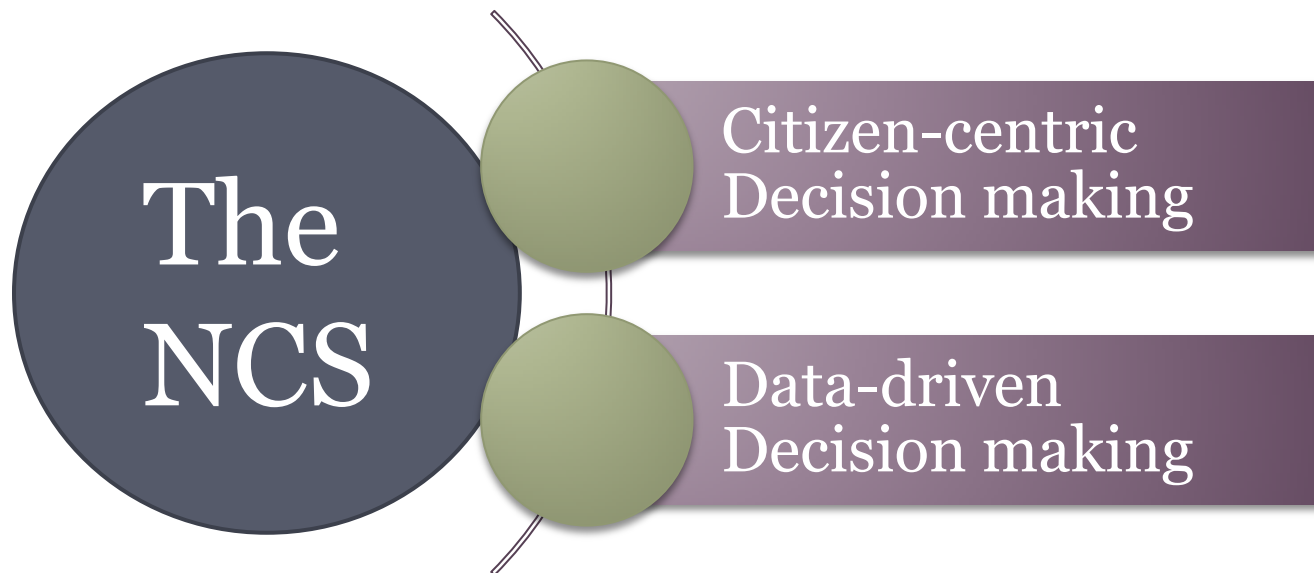 The
NCS
Citizen-centric
Decision making
Data-driven
Decision making